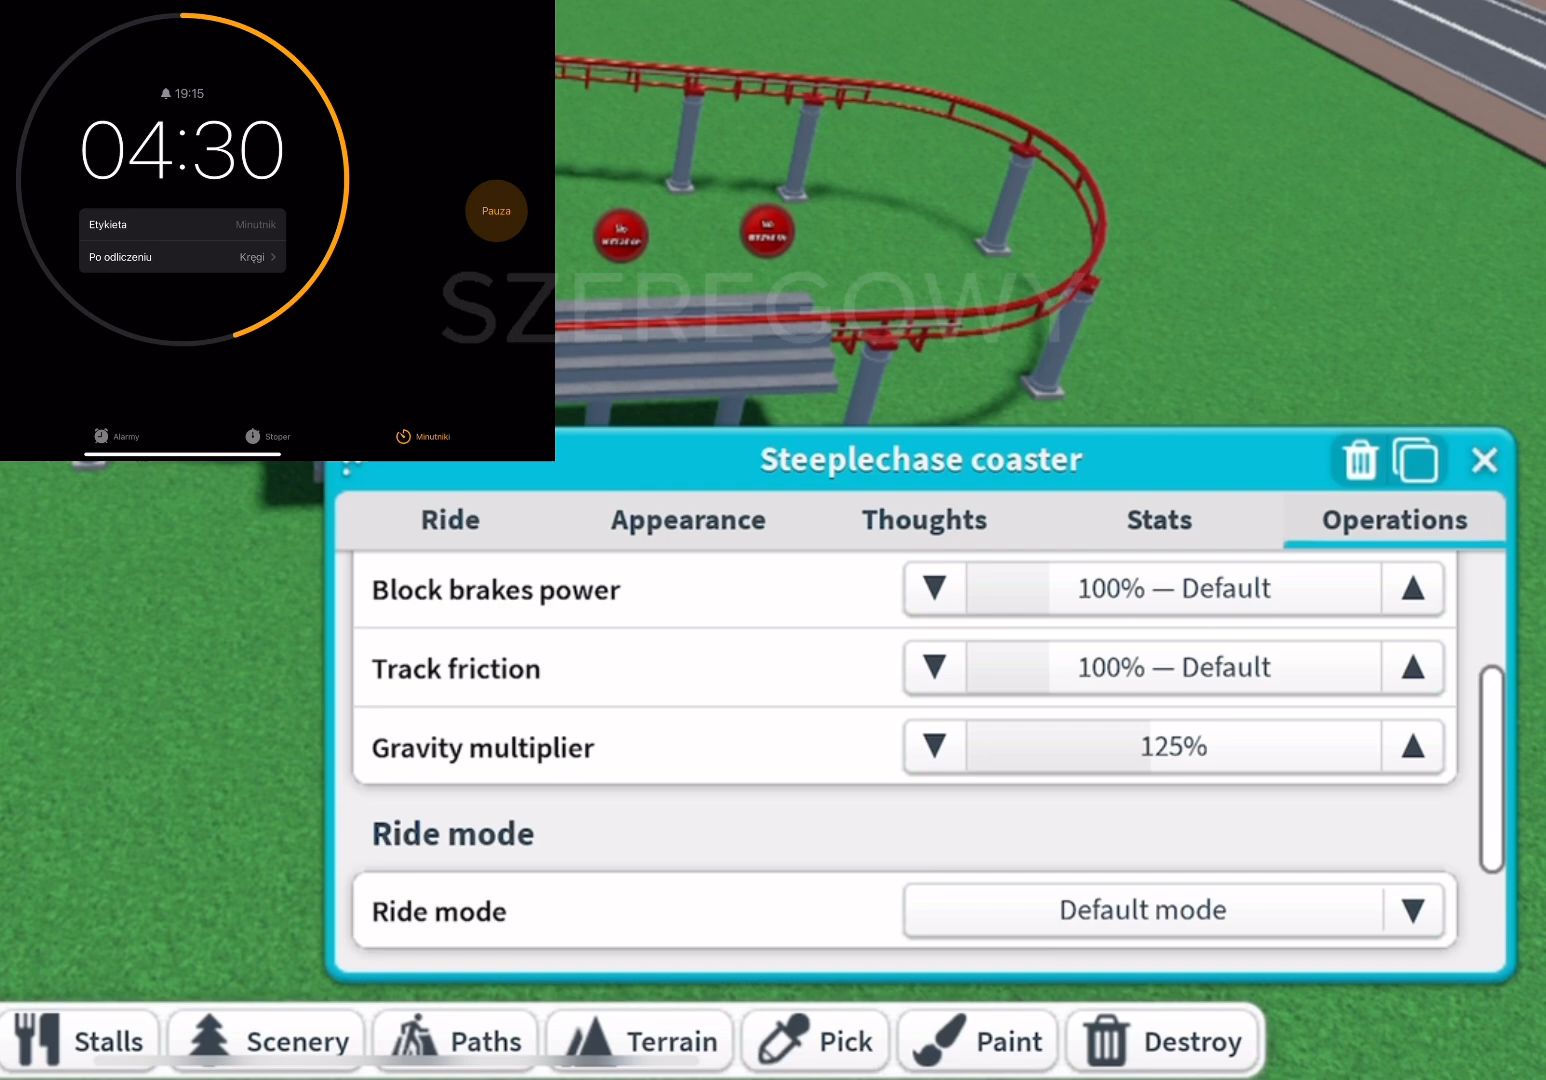 19:15
04:30
Etykieta Minutnik
Po odliczeniu Kręgi
Pauza
Alarmy Stoper Minutniki
SZEREGOWY
Steeplechase coaster
Ride Appearance Thoughts Stats Operations
Block brakes power 100% — Default
Track friction 100% — Default
Gravity multiplier 125%
Ride mode
Ride mode Default mode
Stalls Scenery Paths Terrain Pick Paint Destroy